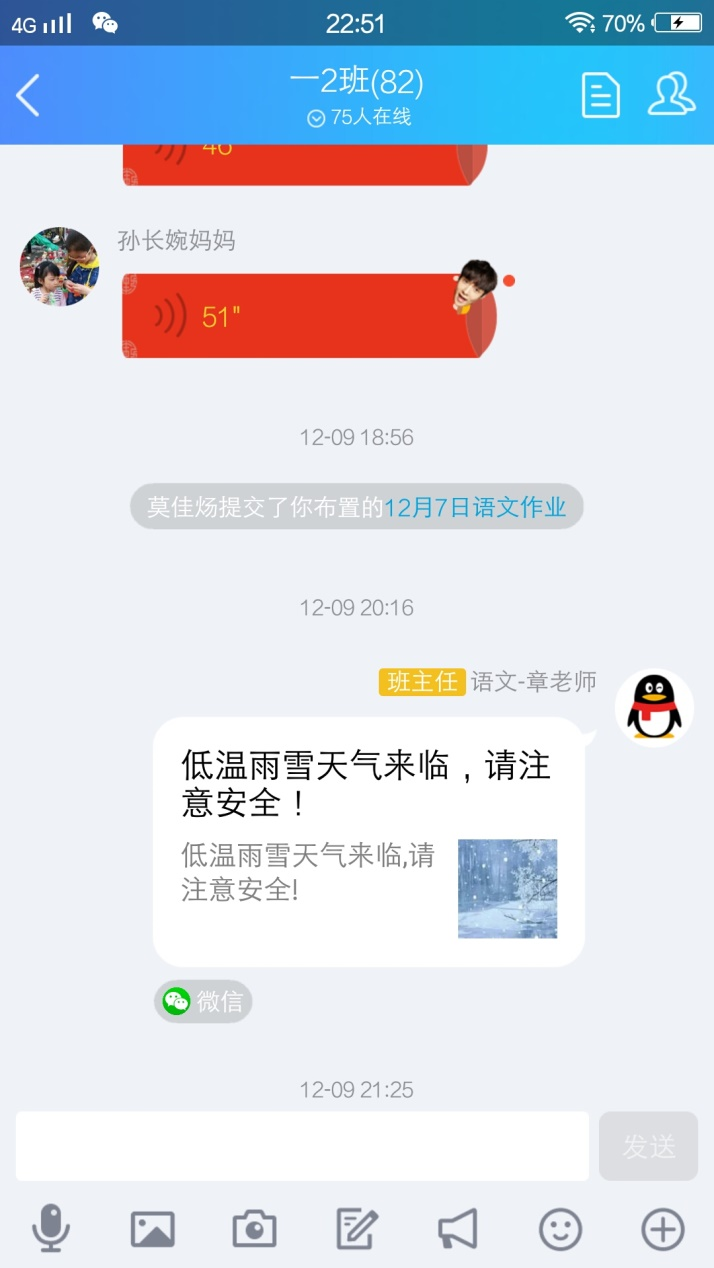 4G
22:51
70%
一2班(82)
75人在线
46
孙长婉妈妈
51"
12-09 18:56
莫佳炀提交了你布置的12月7日语文作业
12-09 20:16
班主任 语文-章老师
低温雨雪天气来临，请注
意安全！
低温雨雪天气来临,请
注意安全!
微信
12-09 21:25
发送